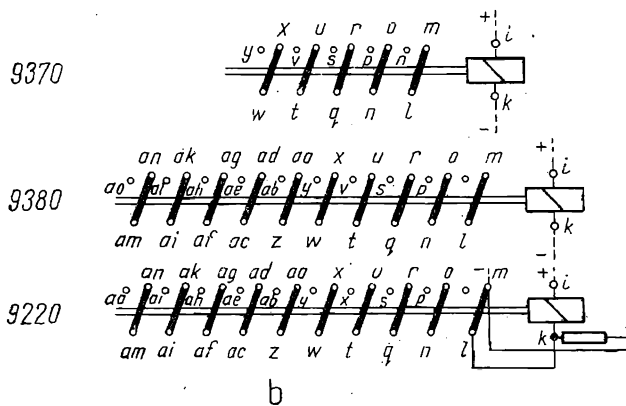 x u r o m + i
9370 y v s p n
w t q n l k -
an ak ag ad aa x u r o m + i
9380 ao al ah ae ab y v s p
am ai af ac z w t q n l k -
an ak ag ad aa x u r o - m + i
9220 ao ai ah ae ab y x s p
am ai af ac z w t q n l k
b